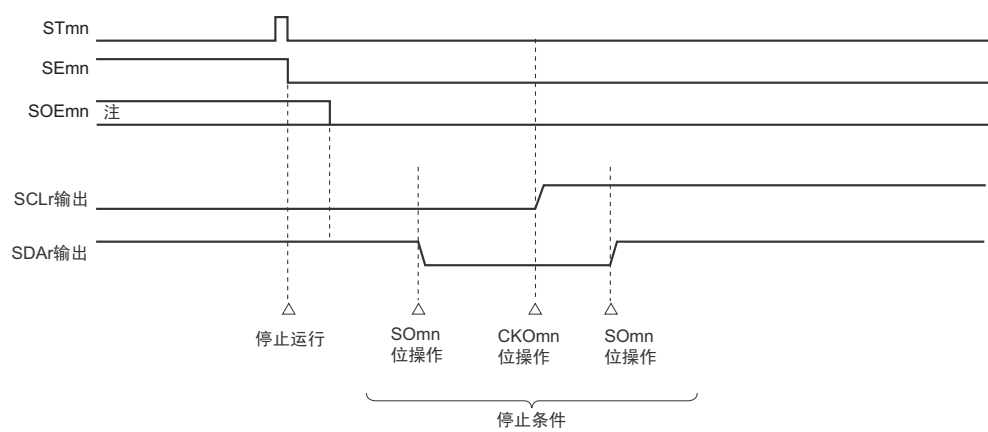 STmn
SEmn
SOEmn 注
SCLr输出
SDAr输出
停止运行
SOmn
位操作
CKOmn
位操作
SOmn
位操作
停止条件